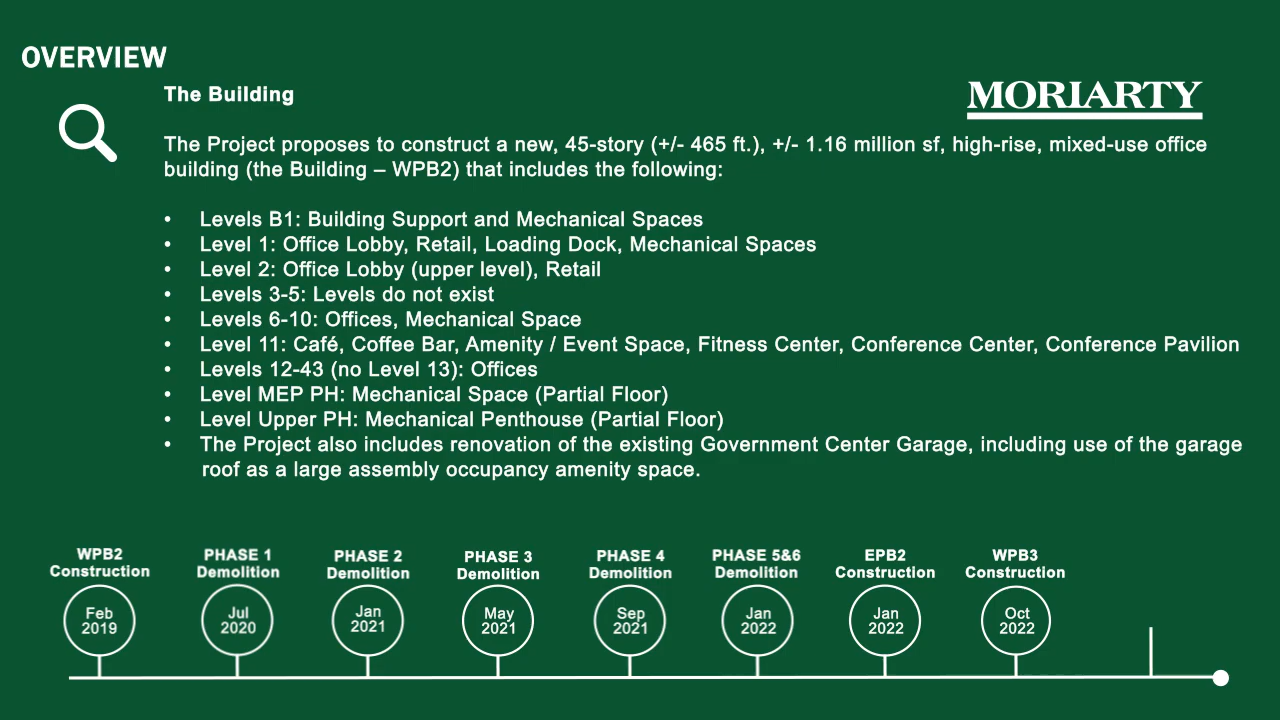 OVERVIEW
The Building
MORIARTY
The Project proposes to construct a new, 45-story (+/- 465 ft.), +/- 1.16 million sf, high-rise, mixed-use office
building (the Building – WPB2) that includes the following:
• Levels B1: Building Support and Mechanical Spaces
• Level 1: Office Lobby, Retail, Loading Dock, Mechanical Spaces
• Level 2: Office Lobby (upper level), Retail
• Levels 3-5: Levels do not exist
• Levels 6-10: Offices, Mechanical Space
• Level 11: Café, Coffee Bar, Amenity / Event Space, Fitness Center, Conference Center, Conference Pavilion
• Levels 12-43 (no Level 13): Offices
• Level MEP PH: Mechanical Space (Partial Floor)
• Level Upper PH: Mechanical Penthouse (Partial Floor)
• The Project also includes renovation of the existing Government Center Garage, including use of the garage
roof as a large assembly occupancy amenity space.
WPB2
Construction
Feb
2019
PHASE 1
Demolition
Jul
2020
PHASE 2
Demolition
Jan
2021
PHASE 3
Demolition
May
2021
PHASE 4
Demolition
Sep
2021
PHASE 5&6
Demolition
Jan
2022
EPB2
Construction
Jan
2022
WPB3
Construction
Oct
2022